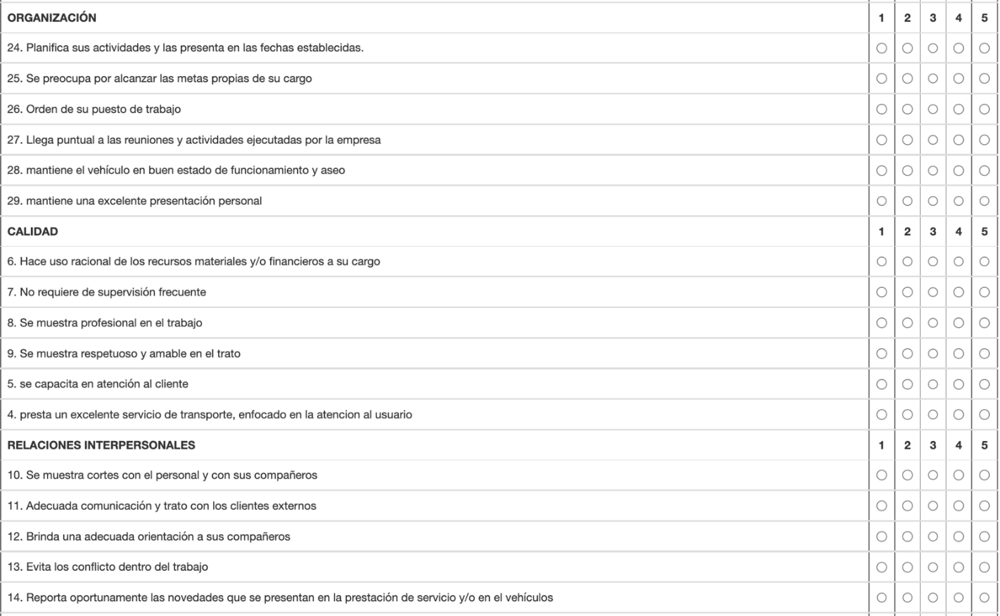 ORGANIZACIÓN 1 2 3 4 5
24. Planifica sus actividades y las presenta en las fechas establecidas.
25. Se preocupa por alcanzar las metas propias de su cargo
26. Orden de su puesto de trabajo
27. Llega puntual a las reuniones y actividades ejecutadas por la empresa
28. mantiene el vehículo en buen estado de funcionamiento y aseo
29. mantiene una excelente presentación personal
CALIDAD 1 2 3 4 5
6. Hace uso racional de los recursos materiales y/o financieros a su cargo
7. No requiere de supervisión frecuente
8. Se muestra profesional en el trabajo
9. Se muestra respetuoso y amable en el trato
5. se capacita en atención al cliente
4. presta un excelente servicio de transporte, enfocado en la atencion al usuario
RELACIONES INTERPERSONALES 1 2 3 4 5
10. Se muestra cortes con el personal y con sus compañeros
11. Adecuada comunicación y trato con los clientes externos
12. Brinda una adecuada orientación a sus compañeros
13. Evita los conflicto dentro del trabajo
14. Reporta oportunamente las novedades que se presentan en la prestación de servicio y/o en el vehículos